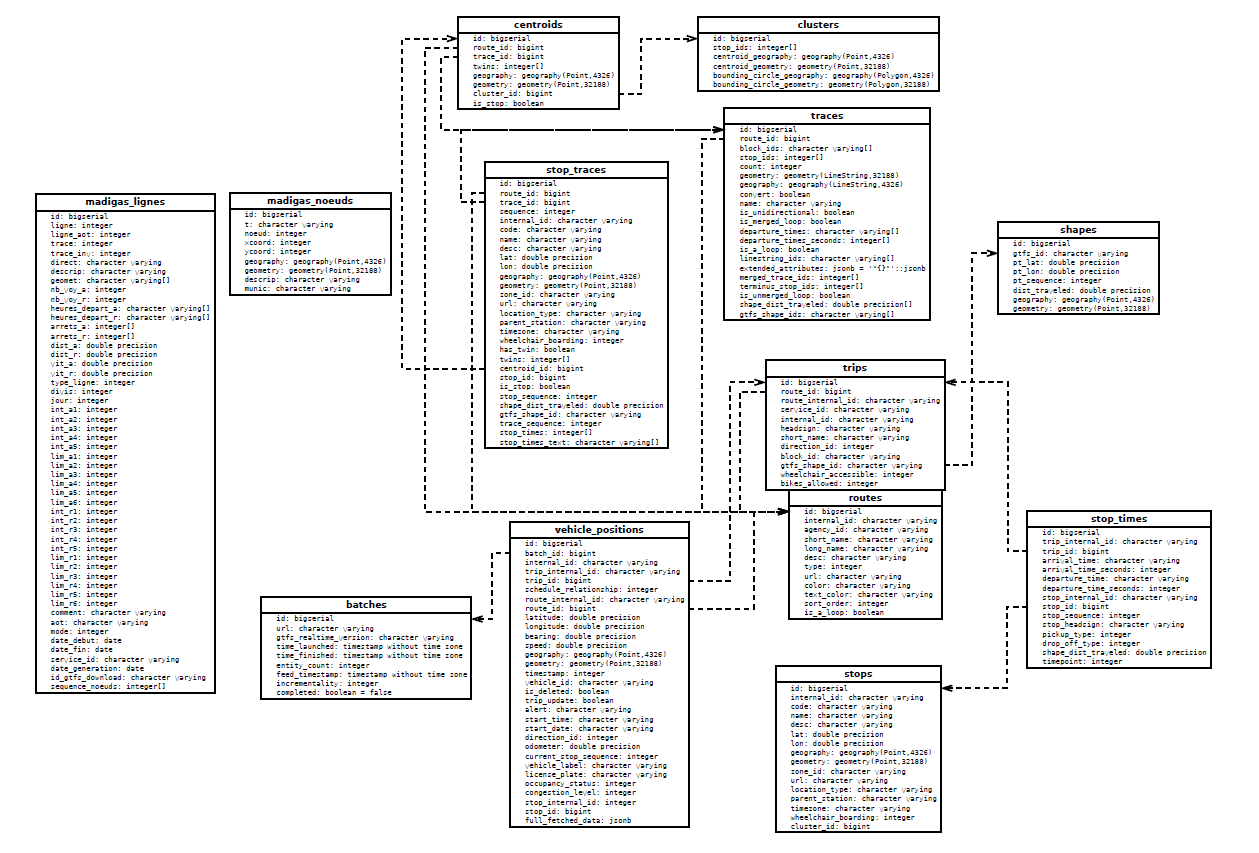 centroids
id: bigserial
route_id: bigint
trace_id: bigint
twins: integer[]
geography: geography(Point,4326)
geometry: geometry(Point,32188)
cluster_id: bigint
is_stop: boolean
clusters
id: bigserial
stop_ids: integer[]
centroid_geography: geography(Point,4326)
centroid_geometry: geometry(Point,32188)
bounding_circle_geography: geography(Polygon,4326)
bounding_circle_geometry: geometry(Polygon,32188)
traces
id: bigserial
route_id: bigint
block_ids: character varying[]
stop_ids: integer[]
count: integer
geometry: geometry(LineString,32188)
geography: geography(LineString,4326)
convert: boolean
name: character varying
is_unidirectional: boolean
is_merged_loop: boolean
departure_times: character varying[]
departure_times_seconds: integer[]
is_a_loop: boolean
linestring_ids: character varying[]
extended_attributes: jsonb = '"{}"'::jsonb
merged_trace_ids: integer[]
terminus_stop_ids: integer[]
is_unmerged_loop: boolean
shape_dist_traveled: double precision[]
gtfs_shape_ids: character varying[]
stop_traces
id: bigserial
route_id: bigint
trace_id: bigint
sequence: integer
internal_id: character varying
code: character varying
name: character varying
desc: character varying
lat: double precision
lon: double precision
geography: geography(Point,4326)
geometry: geometry(Point,32188)
zone_id: character varying
url: character varying
location_type: character varying
parent_station: character varying
timezone: character varying
wheelchair_boarding: integer
has_twin: boolean
twins: integer[]
centroid_id: bigint
stop_id: bigint
is_stop: boolean
stop_sequence: integer
shape_dist_traveled: double precision
gtfs_shape_id: character varying
trace_sequence: integer
stop_times: integer[]
stop_times_text: character varying[]
madigas_lignes
id: bigserial
ligne: integer
ligne_aot: integer
trace: integer
trace_inv: integer
direct: character varying
descrip: character varying
geomet: character varying[]
nb_voy_a: integer
nb_voy_r: integer
heures_depart_a: character varying[]
heures_depart_r: character varying[]
arrets_a: integer[]
arrets_r: integer[]
dist_a: double precision
dist_r: double precision
vit_a: double precision
vit_r: double precision
type_ligne: integer
divis: integer
jour: integer
int_a1: integer
int_a2: integer
int_a3: integer
int_a4: integer
int_a5: integer
lim_a1: integer
lim_a2: integer
lim_a3: integer
lim_a4: integer
lim_a5: integer
lim_a6: integer
int_r1: integer
int_r2: integer
int_r3: integer
int_r4: integer
int_r5: integer
lim_r1: integer
lim_r2: integer
lim_r3: integer
lim_r4: integer
lim_r5: integer
lim_r6: integer
comment: character varying
aot: character varying
mode: integer
date_debut: date
date_fin: date
service_id: character varying
date_generation: date
id_gtfs_download: character varying
sequence_noeuds: integer[]
madigas_noeuds
id: bigserial
t: character varying
noeud: integer
xcoord: integer
ycoord: integer
geography: geography(Point,4326)
geometry: geometry(Point,32188)
descrip: character varying
munic: character varying
shapes
id: bigserial
gtfs_id: character varying
pt_lat: double precision
pt_lon: double precision
pt_sequence: integer
dist_traveled: double precision
geography: geography(Point,4326)
geometry: geometry(Point,32188)
trips
id: bigserial
route_id: bigint
route_internal_id: character varying
service_id: character varying
internal_id: character varying
headsign: character varying
short_name: character varying
direction_id: integer
block_id: character varying
gtfs_shape_id: character varying
wheelchair_accessible: integer
bikes_allowed: integer
routes
id: bigserial
internal_id: character varying
agency_id: character varying
short_name: character varying
long_name: character varying
desc: character varying
type: integer
url: character varying
color: character varying
text_color: character varying
sort_order: integer
is_a_loop: boolean
stop_times
id: bigserial
trip_internal_id: character varying
trip_id: bigint
arrival_time: character varying
arrival_time_seconds: integer
departure_time: character varying
departure_time_seconds: integer
stop_internal_id: character varying
stop_id: bigint
stop_sequence: integer
stop_headsign: character varying
pickup_type: integer
drop_off_type: integer
shape_dist_traveled: double precision
timepoint: integer
vehicle_positions
id: bigserial
batch_id: bigint
internal_id: character varying
trip_internal_id: character varying
trip_id: bigint
schedule_relationship: integer
route_internal_id: character varying
route_id: bigint
latitude: double precision
longitude: double precision
bearing: double precision
speed: double precision
geography: geography(Point,4326)
geometry: geometry(Point,32188)
timestamp: integer
vehicle_id: character varying
is_deleted: boolean
trip_update: boolean
alert: character varying
start_time: character varying
start_date: character varying
direction_id: integer
odometer: double precision
current_stop_sequence: integer
vehicle_label: character varying
license_plate: character varying
occupancy_status: integer
congestion_level: integer
stop_internal_id: integer
stop_id: bigint
full_fetched_data: jsonb
batches
id: bigserial
url: character varying
gtfs_realtime_version: character varying
time_launched: timestamp without time zone
time_finished: timestamp without time zone
entity_count: integer
feed_timestamp: timestamp without time zone
incrementality: integer
completed: boolean = false
stops
id: bigserial
internal_id: character varying
code: character varying
name: character varying
desc: character varying
lat: double precision
lon: double precision
geography: geography(Point,4326)
geometry: geometry(Point,32188)
zone_id: character varying
url: character varying
location_type: character varying
parent_station: character varying
timezone: character varying
wheelchair_boarding: integer
cluster_id: bigint